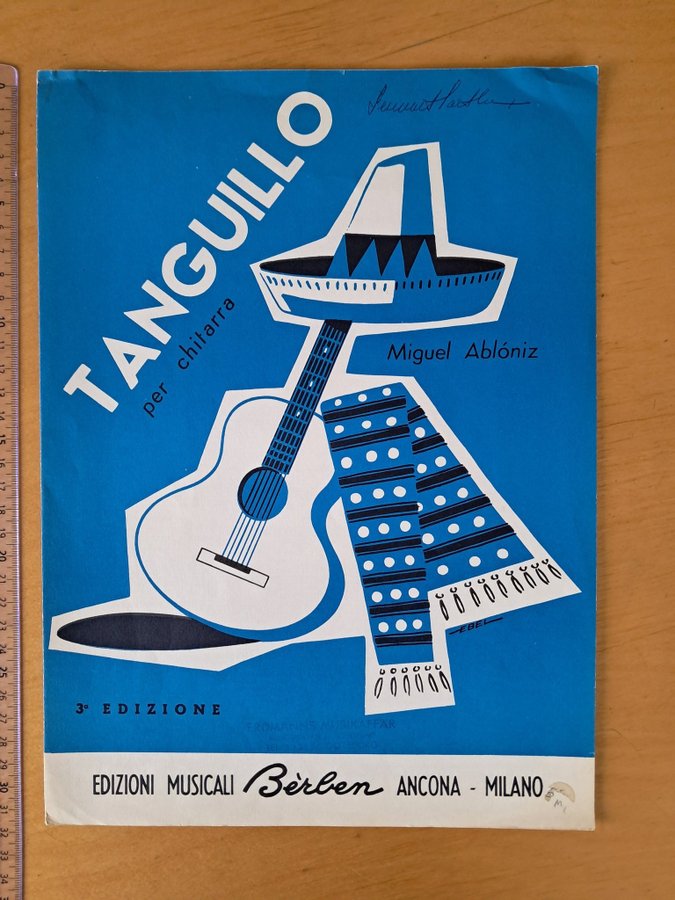 TANGUILLO
per chitarra
Miguel Ablóniz
EBEL
3ª EDIZIONE
EDIZIONI MUSICALI Bèrben ANCONA - MILANO